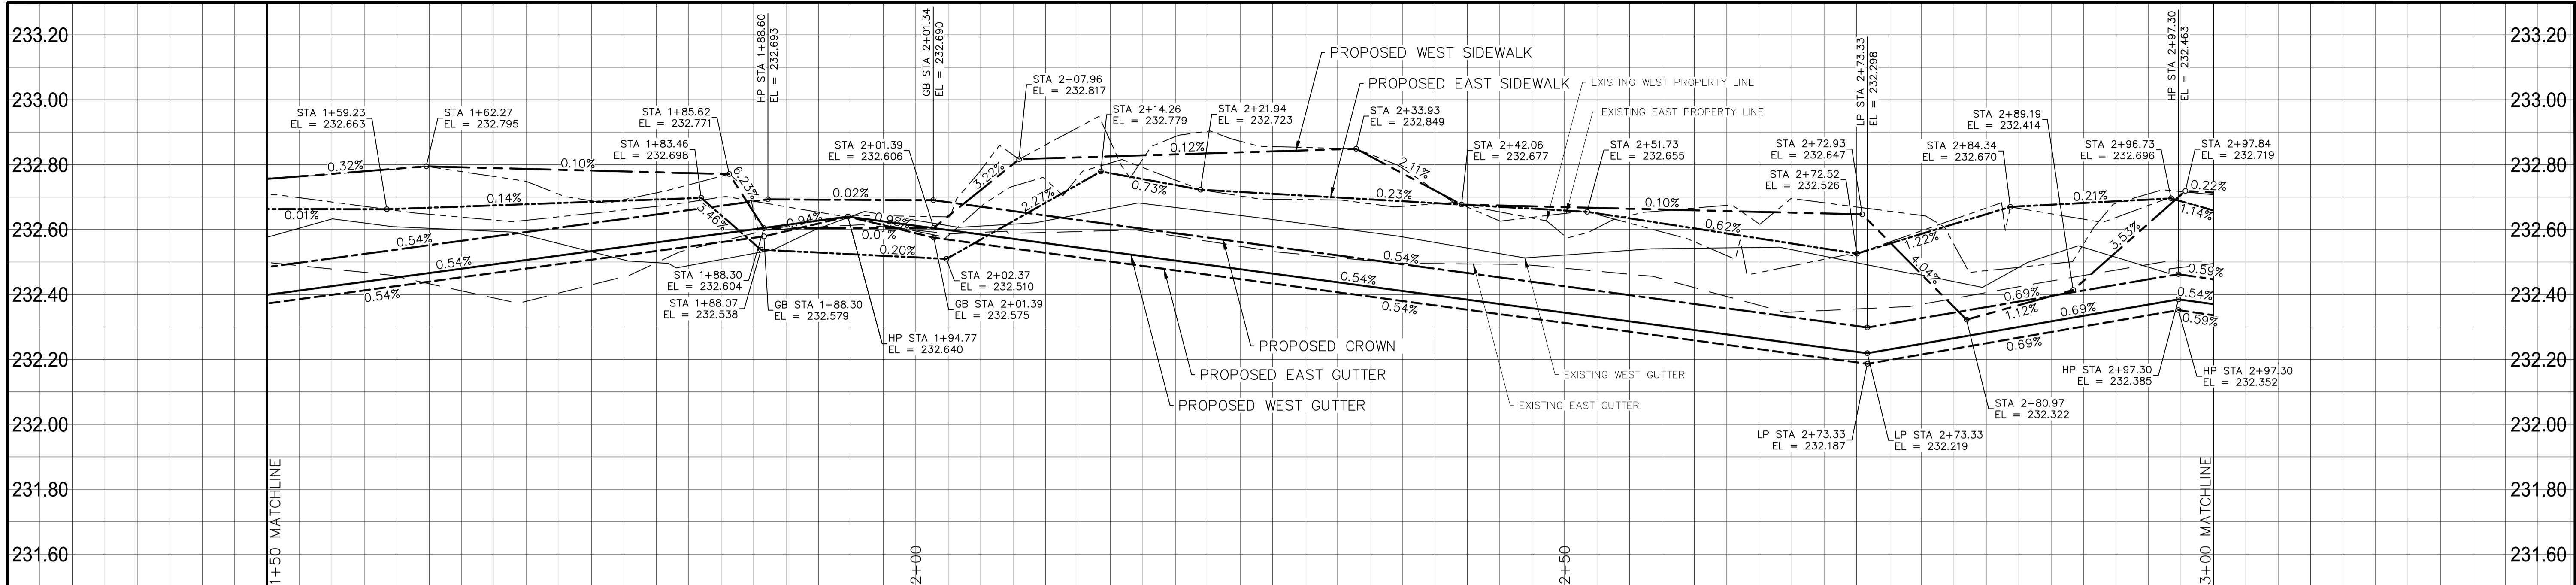 233.20
233.00
232.80
232.60
232.40
232.20
232.00
231.80
231.60
1+50 MATCHLINE
STA 1+59.23
EL = 232.663
STA 1+62.27
EL = 232.795
STA 1+83.46
EL = 232.698
STA 1+85.62
EL = 232.771
HP STA 1+88.60
EL = 232.693
STA 2+01.39
EL = 232.606
GB STA 2+01.34
EL = 232.690
STA 2+07.96
EL = 232.817
STA 2+14.26
EL = 232.779
STA 2+21.94
EL = 232.723
PROPOSED WEST SIDEWALK
PROPOSED EAST SIDEWALK
STA 2+33.93
EL = 232.849
STA 2+42.06
EL = 232.677
EXISTING WEST PROPERTY LINE
EXISTING EAST PROPERTY LINE
STA 2+51.73
EL = 232.655
STA 2+72.93
EL = 232.647
STA 2+72.52
EL = 232.526
LP STA 2+73.33
EL = 232.298
STA 2+89.19
EL = 232.414
STA 2+84.34
EL = 232.670
STA 2+96.73
EL = 232.696
HP STA 2+97.30
EL = 232.463
STA 2+97.84
EL = 232.719
0.32%
0.10%
0.01%
0.14%
0.54%
0.54%
0.54%
6.23%
3.46%
0.02%
0.94%
0.98%
0.01%
0.20%
3.22%
2.27%
0.12%
0.73%
0.23%
2.11%
0.54%
0.54%
0.54%
0.10%
0.62%
4.04%
1.22%
0.21%
0.69%
1.12%
0.69%
0.69%
3.53%
0.22%
1.14%
0.59%
0.54%
0.59%
STA 1+88.30
EL = 232.604
STA 1+88.07
EL = 232.538
GB STA 1+88.30
EL = 232.579
HP STA 1+94.77
EL = 232.640
STA 2+02.37
EL = 232.510
GB STA 2+01.39
EL = 232.575
PROPOSED CROWN
PROPOSED EAST GUTTER
PROPOSED WEST GUTTER
EXISTING WEST GUTTER
EXISTING EAST GUTTER
LP STA 2+73.33
EL = 232.187
LP STA 2+73.33
EL = 232.219
STA 2+80.97
EL = 232.322
HP STA 2+97.30
EL = 232.385
HP STA 2+97.30
EL = 232.352
2+00
2+50
3+00 MATCHLINE
233.20
233.00
232.80
232.60
232.40
232.20
232.00
231.80
231.60